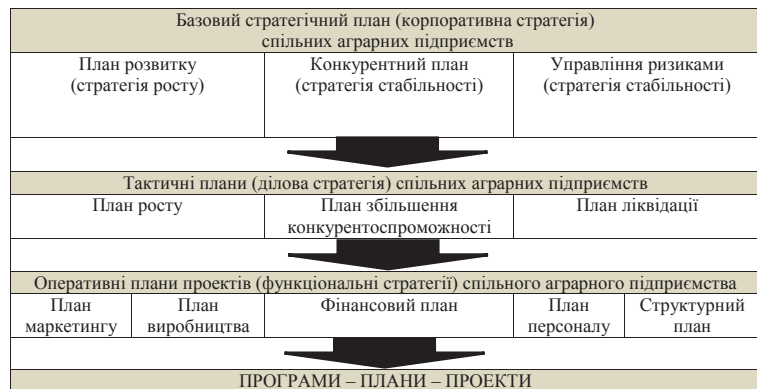 Базовий стратегічний план (корпоративна стратегія)
спільних аграрних підприємств
План розвитку
(стратегія росту)
Конкурентний план
(стратегія стабільності)
Управління ризиками
(стратегія стабільності)
Тактичні плани (ділова стратегія) спільних аграрних підприємств
План росту
План збільшення
конкурентоспроможності
План ліквідації
Оперативні плани проектів (функціональні стратегії) спільного аграрного підприємства
План
маркетингу
План
виробництва
Фінансовий план
План
персоналу
Структурний
план
ПРОГРАМИ – ПЛАНИ – ПРОЕКТИ